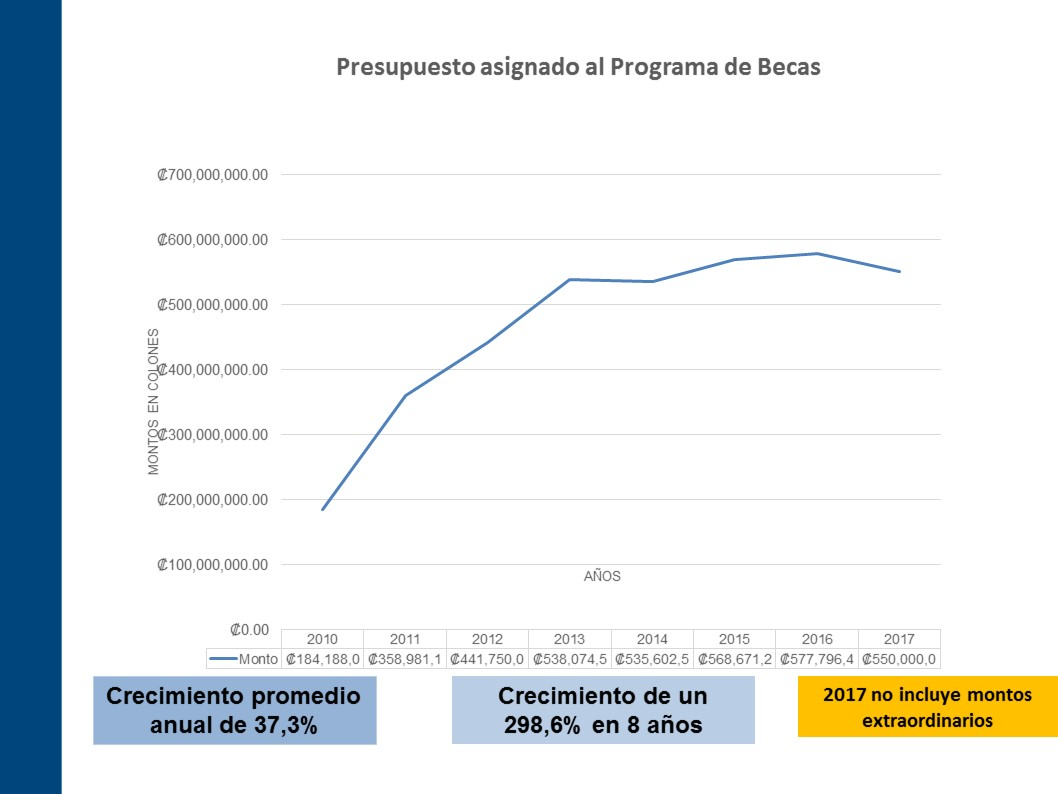 Presupuesto asignado al Programa de Becas
₡700,000,000.00
₡600,000,000.00
₡500,000,000.00
₡400,000,000.00
₡300,000,000.00
₡200,000,000.00
₡100,000,000.00
₡0.00
MONTOS EN COLONES
AÑOS
2010 2011 2012 2013 2014 2015 2016 2017
Monto ₡184,188,0 ₡358,981,1 ₡441,750,0 ₡538,074,5 ₡535,602,5 ₡568,671,2 ₡577,796,4 ₡550,000,0
Crecimiento promedio
anual de 37,3%
Crecimiento de un
298,6% en 8 años
2017 no incluye montos
extraordinarios